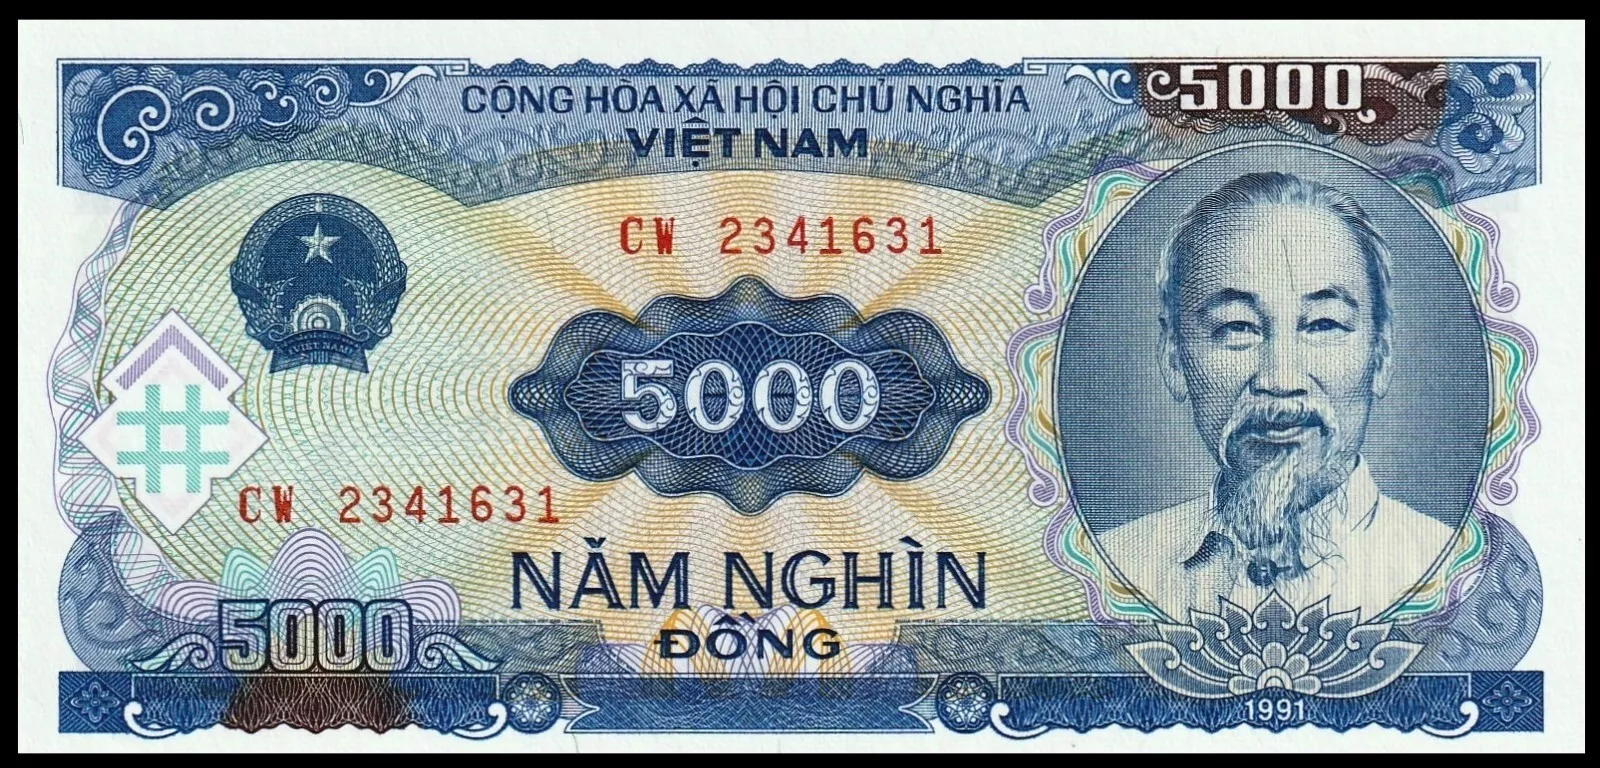 CỘNG HÒA XÃ HỘI CHỦ NGHĨA
VIỆT NAM
5000
CW 2341631
5000
CW 2341631
NĂM NGHÌN
ĐỒNG
5000
1991